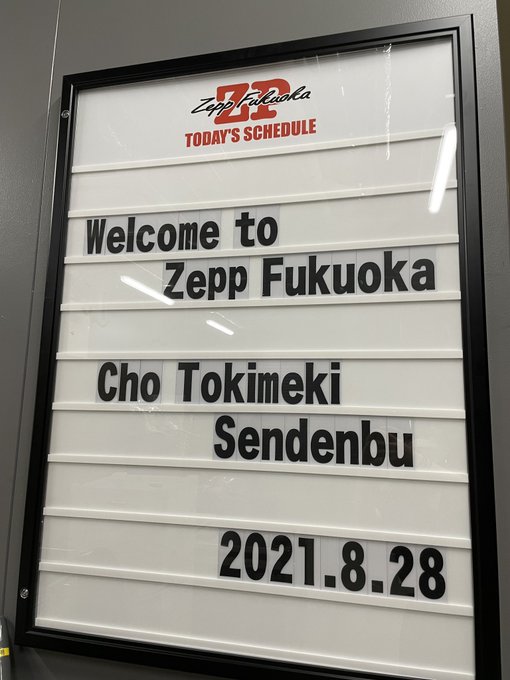 ZP
Zepp Fukuoka
TODAY'S SCHEDULE
Welcome to
Zepp Fukuoka
Cho Tokimeki
Sendenbu
2021.8.28